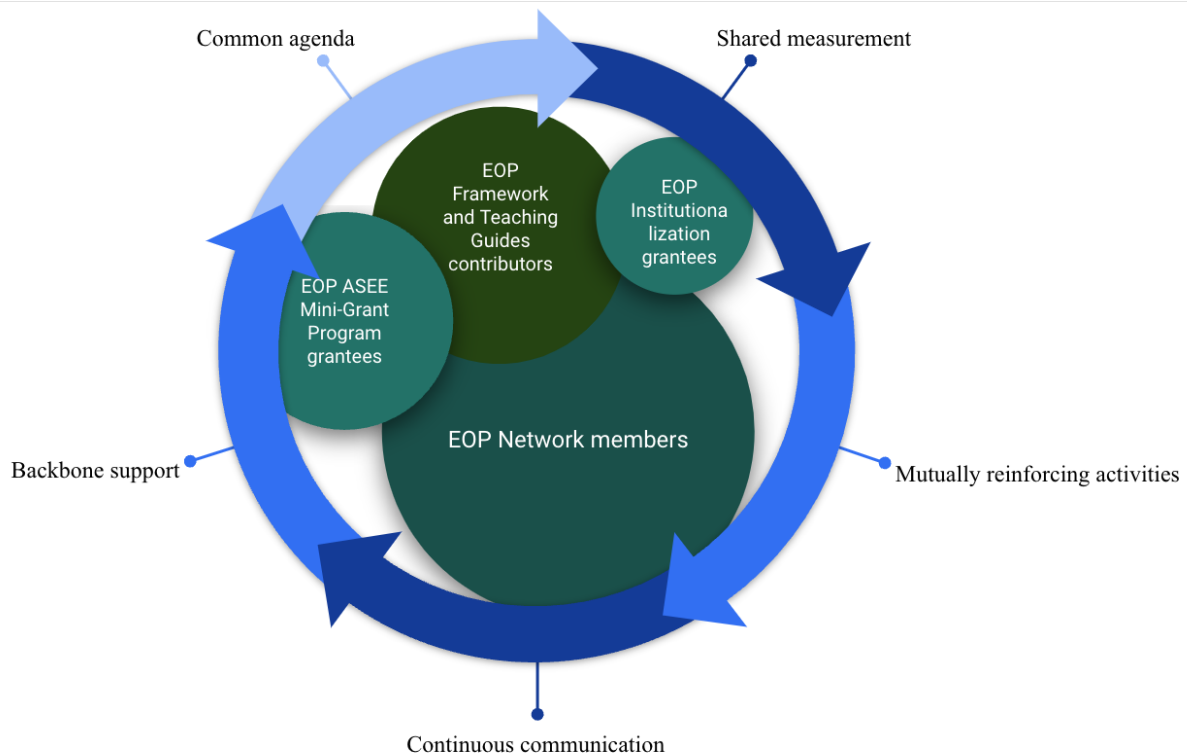 Common agenda
Shared measurement
EOP
Framework
and Teaching
Guides
contributors
EOP
Institutiona
lization
grantees
EOP ASEE
Mini-Grant
Program
grantees
EOP Network members
Backbone support
Mutually reinforcing activities
Continuous communication